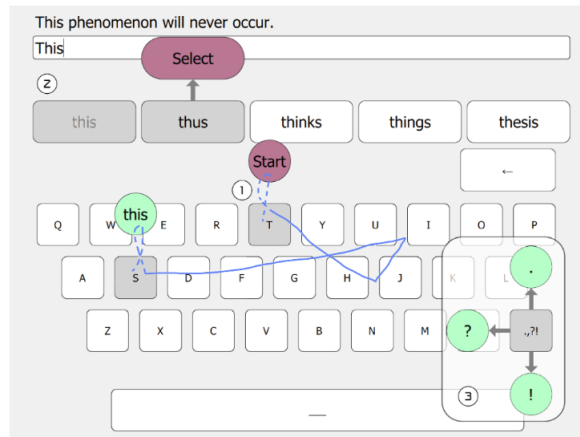 This phenomenon will never occur.
This
Select
2
this thus thinks things thesis
Start
←
1
this
Q W E R T Y U I O P
.
A S D F G H J K L
Z X C V B N M ? .,?!
3 !
—